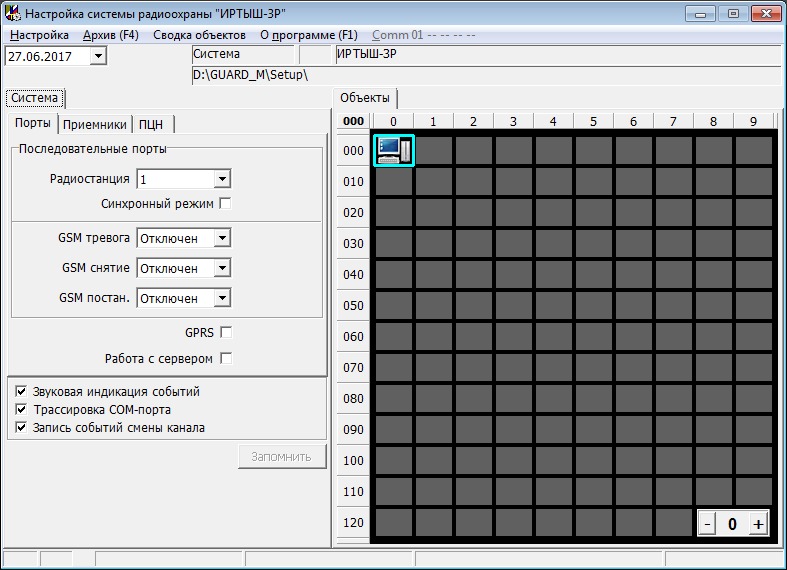 Настройка системы радиоохраны "ИРТЫШ-3Р"
Настройка Архив (F4) Сводка объектов О программе (F1) Comm 01 -- -- -- --
27.06.2017 Система ИРТЫШ-3Р
D:\GUARD_M\Setup\
Система
Порты Приемники ПЦН
Последовательные порты
Радиостанция 1
Синхронный режим
GSM тревога Отключен
GSM снятие Отключен
GSM постан. Отключен
GPRS
Работа с сервером
Звуковая индикация событий
Трассировка COM-порта
Запись событий смены канала
Запомнить
Объекты
000 0 1 2 3 4 5 6 7 8 9
000
010
020
030
040
050
060
070
080
090
100
110
120
- 0 +